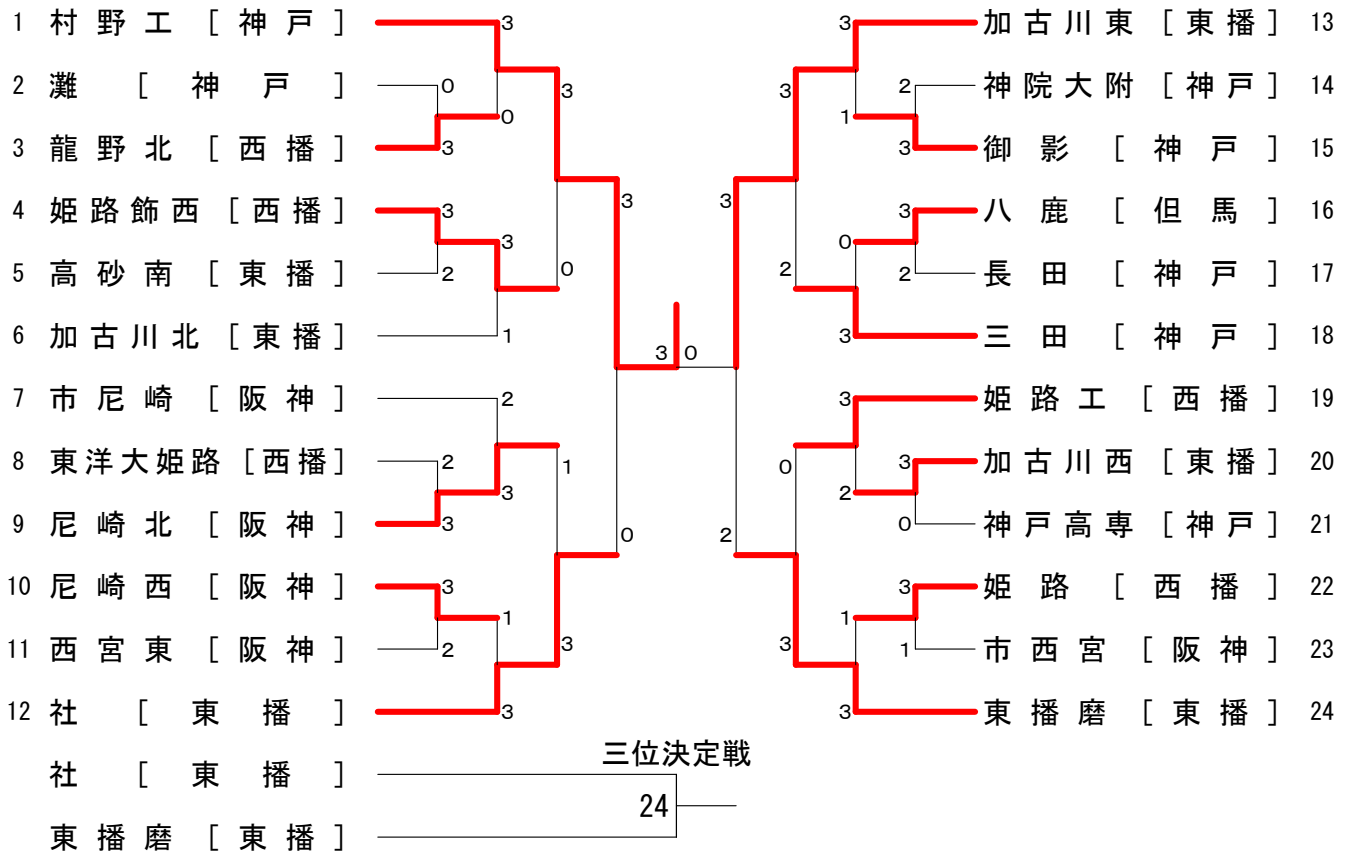 1 村野工 [神戸] 3 3 加古川東 [東播] 13
2 灘 [神戸] 0 3 3 2 神院大附 [神戸] 14
0 1
3 龍野北 [西播] 3 3 御影 [神戸] 15
4 姫路飾西 [西播] 3 3 3 3 八鹿 [但馬] 16
3 0
5 高砂南 [東播] 2 0 2 2 長田 [神戸] 17
6 加古川北 [東播] 1 3 三田 [神戸] 18
3 0
7 市尼崎 [阪神] 2 3 姫路工 [西播] 19
8 東洋大姫路 [西播] 2 1 0 3 加古川西 [東播] 20
3 2
9 尼崎北 [阪神] 3 0 2 0 神戸高専 [神戸] 21
10 尼崎西 [阪神] 3 3 姫路 [西播] 22
1 1
11 西宮東 [阪神] 2 3 3 1 市西宮 [阪神] 23
12 社 [東播] 3 3 東播磨 [東播] 24
三位決定戦
社 [東播]
24
東播磨 [東播]